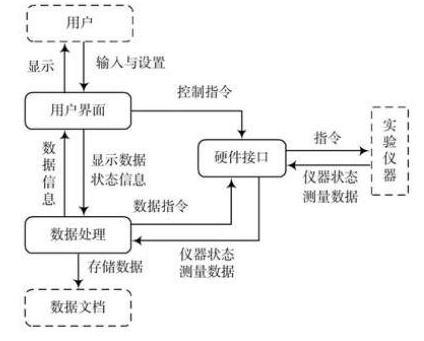 用户
显示
输入与设置
用户界面
控制指令
数
据
信
息
显示数据
状态信息
硬件接口
指令
实
验
仪
器
仪器状态
测量数据
数据指令
数据处理
仪器状态
测量数据
存储数据
数据文档